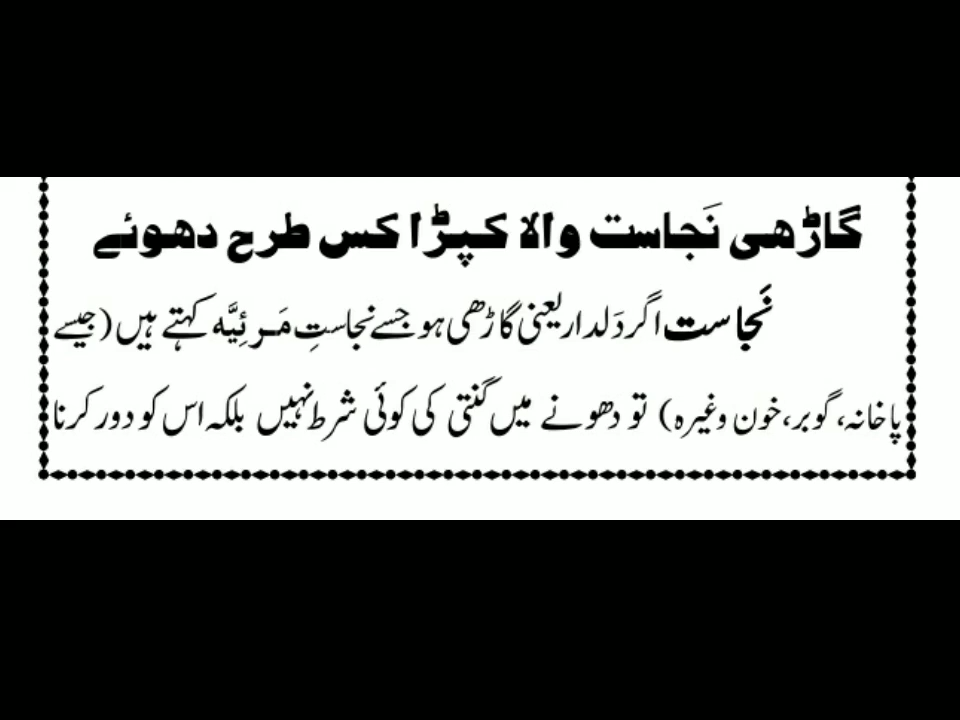 گاڑھی نَجاست والا کپڑا کس طرح دھوئے
نَجاست اگر دَلدار یعنی گاڑھی ہو جسے نجاستِ مَرئِیَّہ کہتے ہیں (جیسے
پاخانہ، گوبر، خون وغیرہ) تو دھونے میں گنتی کی کوئی شرط نہیں بلکہ اس کو دور کرنا